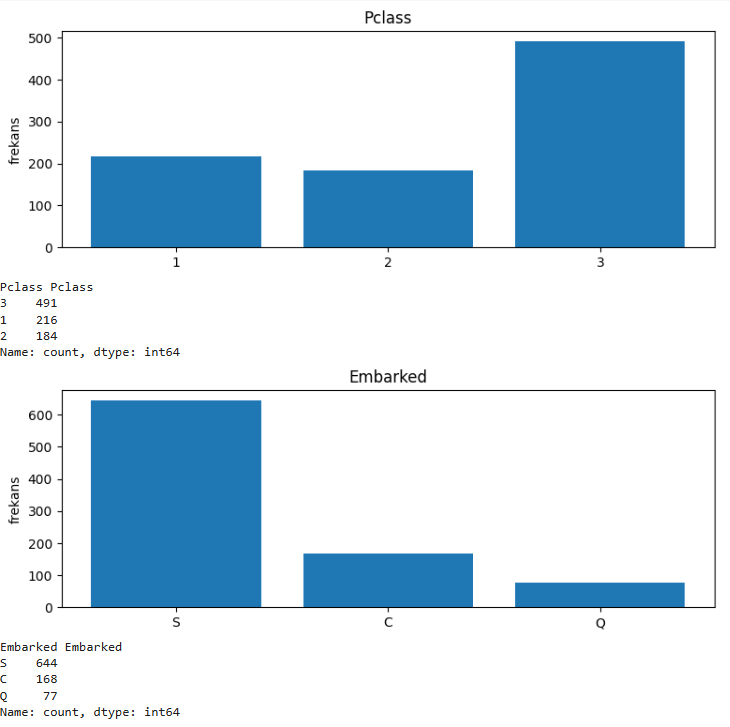 Pclass
500
400
300
200
100
0
frekans
1 2 3
Pclass Pclass
3    491
1    216
2    184
Name: count, dtype: int64
Embarked
600
500
400
300
200
100
0
frekans
S C Q
Embarked Embarked
S    644
C    168
Q     77
Name: count, dtype: int64